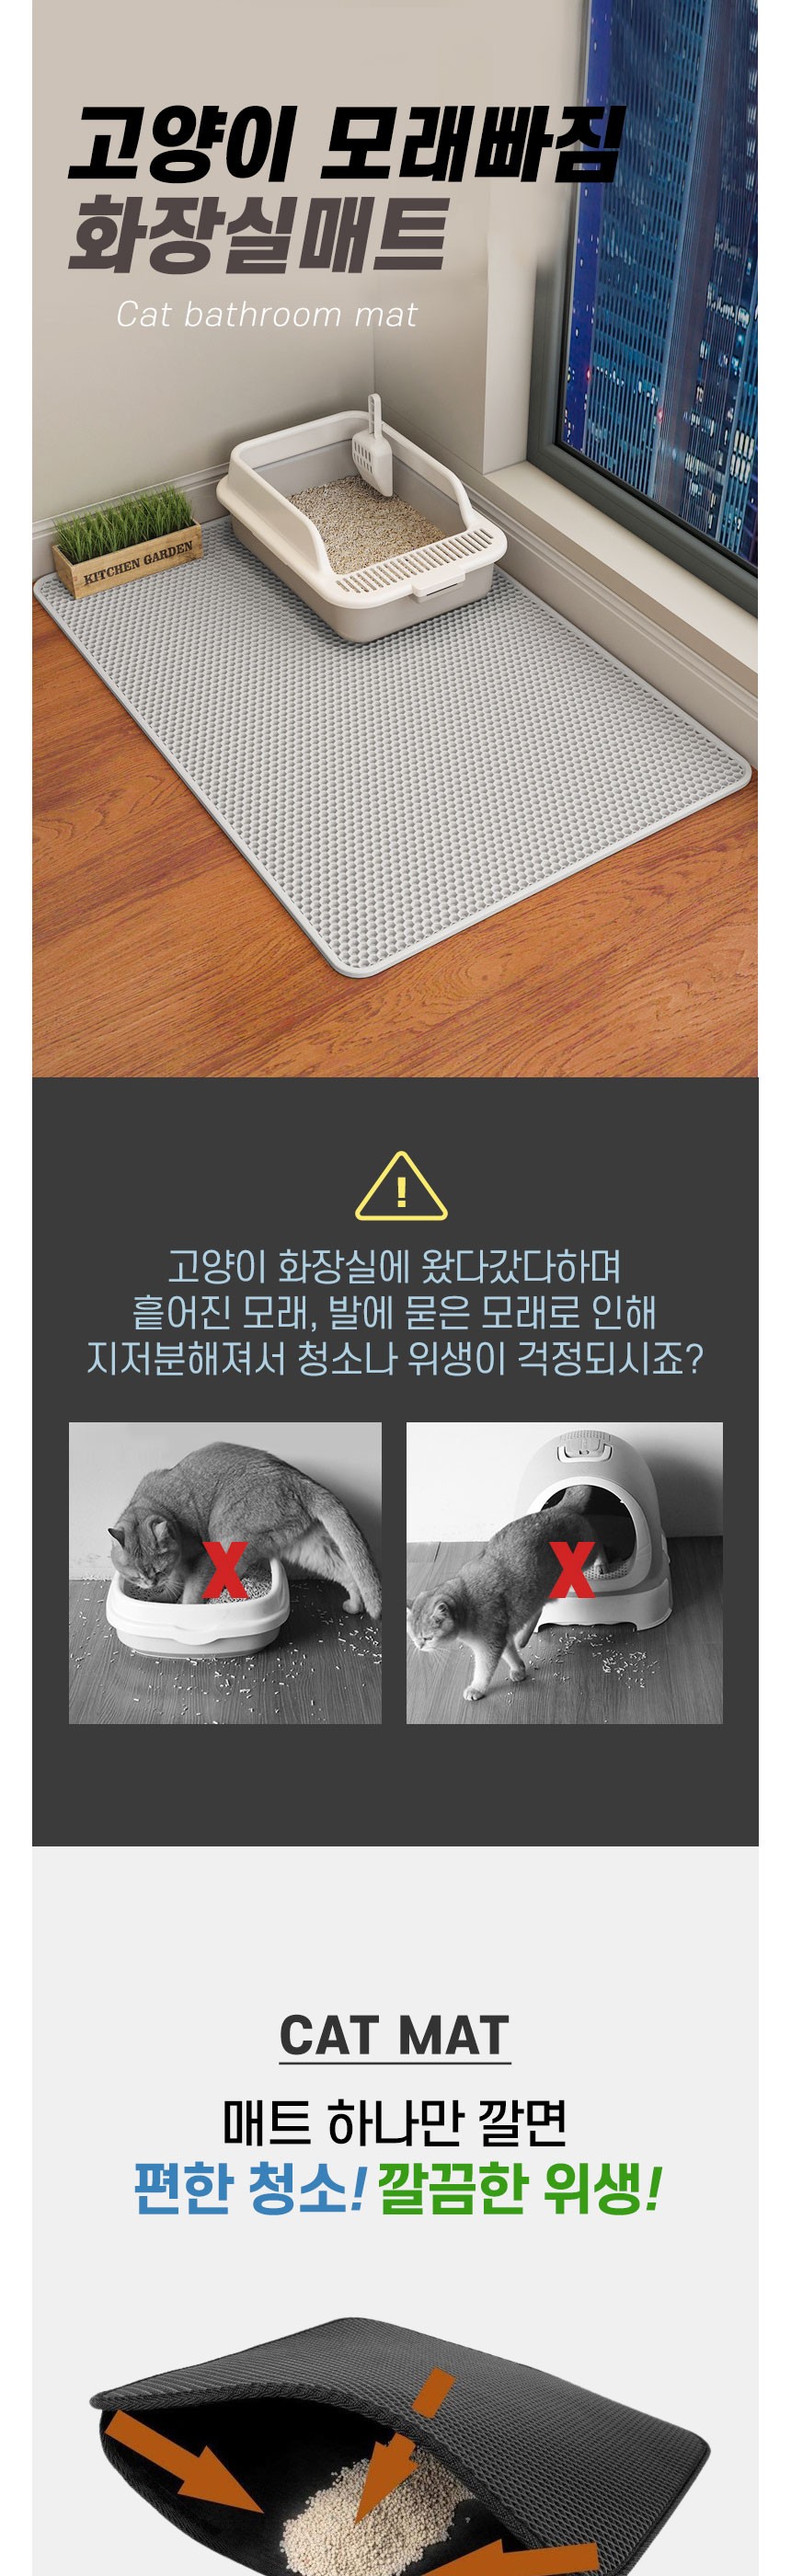 고양이 모래빠짐
화장실매트
Cat bathroom mat
KITCHEN GARDEN
!
고양이 화장실에 왔다갔다하며
흩어진 모래, 발에 묻은 모래로 인해
지저분해져서 청소나 위생이 걱정되시죠?
X X
CAT MAT
매트 하나만 깔면
편한 청소! 깔끔한 위생!